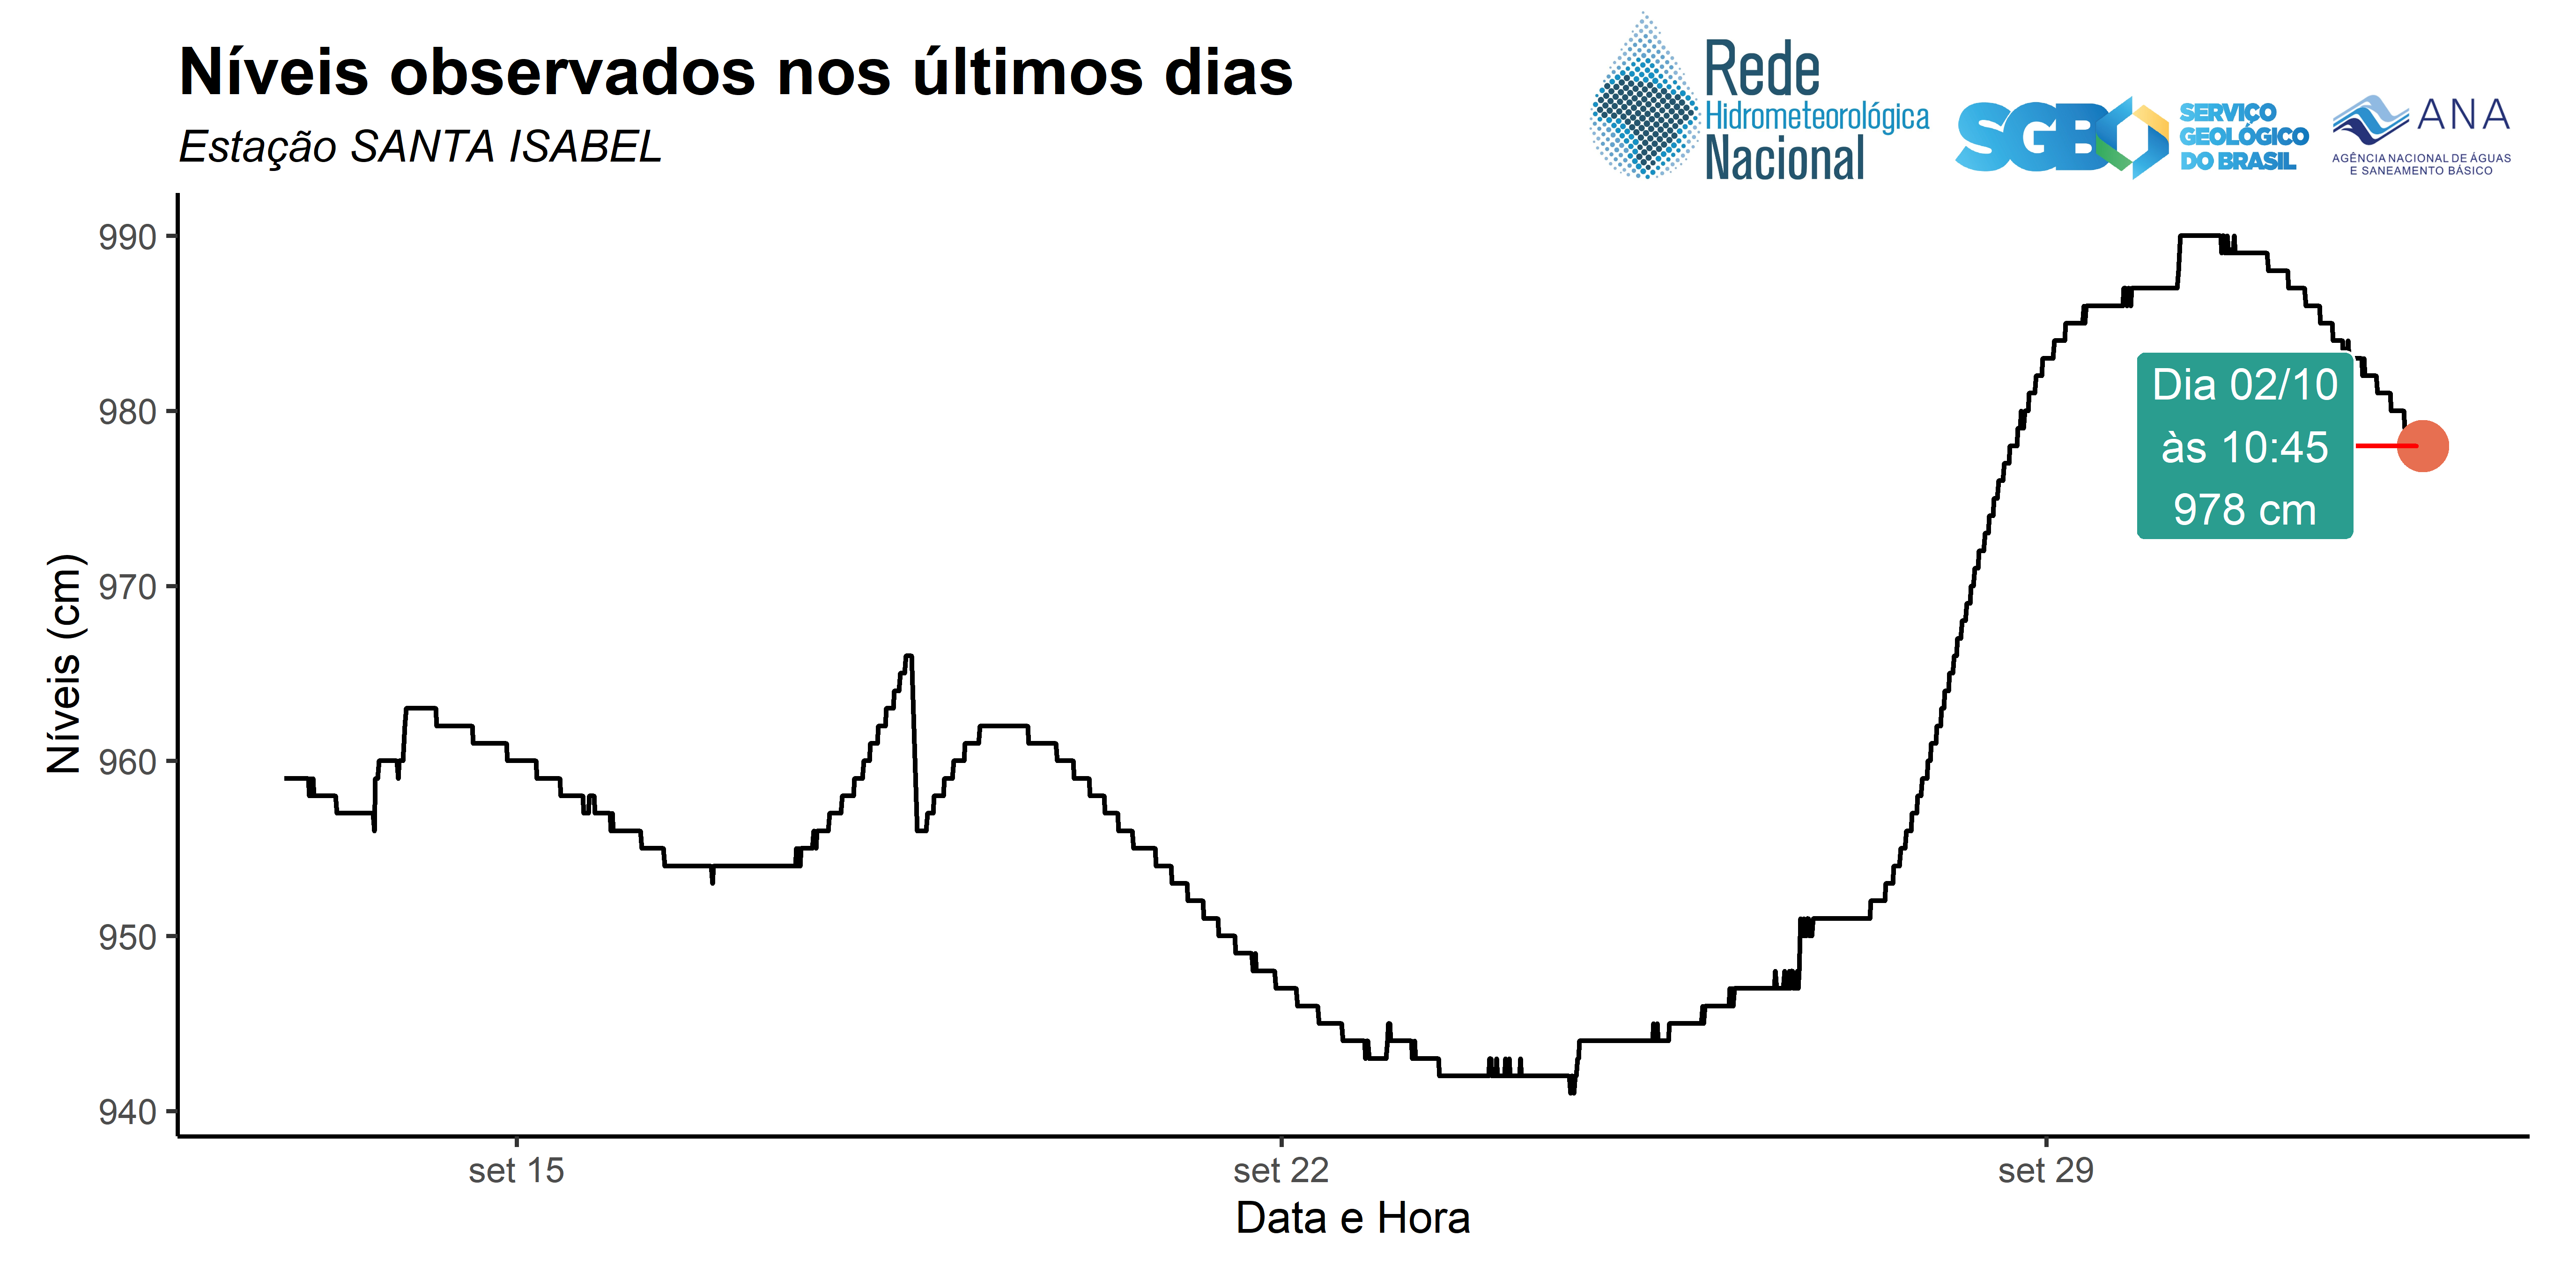 Níveis observados nos últimos dias
Estação SANTA ISABEL
Rede
Hidrometeorológica
Nacional
SGB
SERVIÇO
GEOLÓGICO
DO BRASIL
ANA
AGÊNCIA NACIONAL DE ÁGUAS
E SANEAMENTO BÁSICO
Níveis (cm)
990
980
970
960
950
940
Dia 02/10
às 10:45
978 cm
set 15
set 22
set 29
Data e Hora